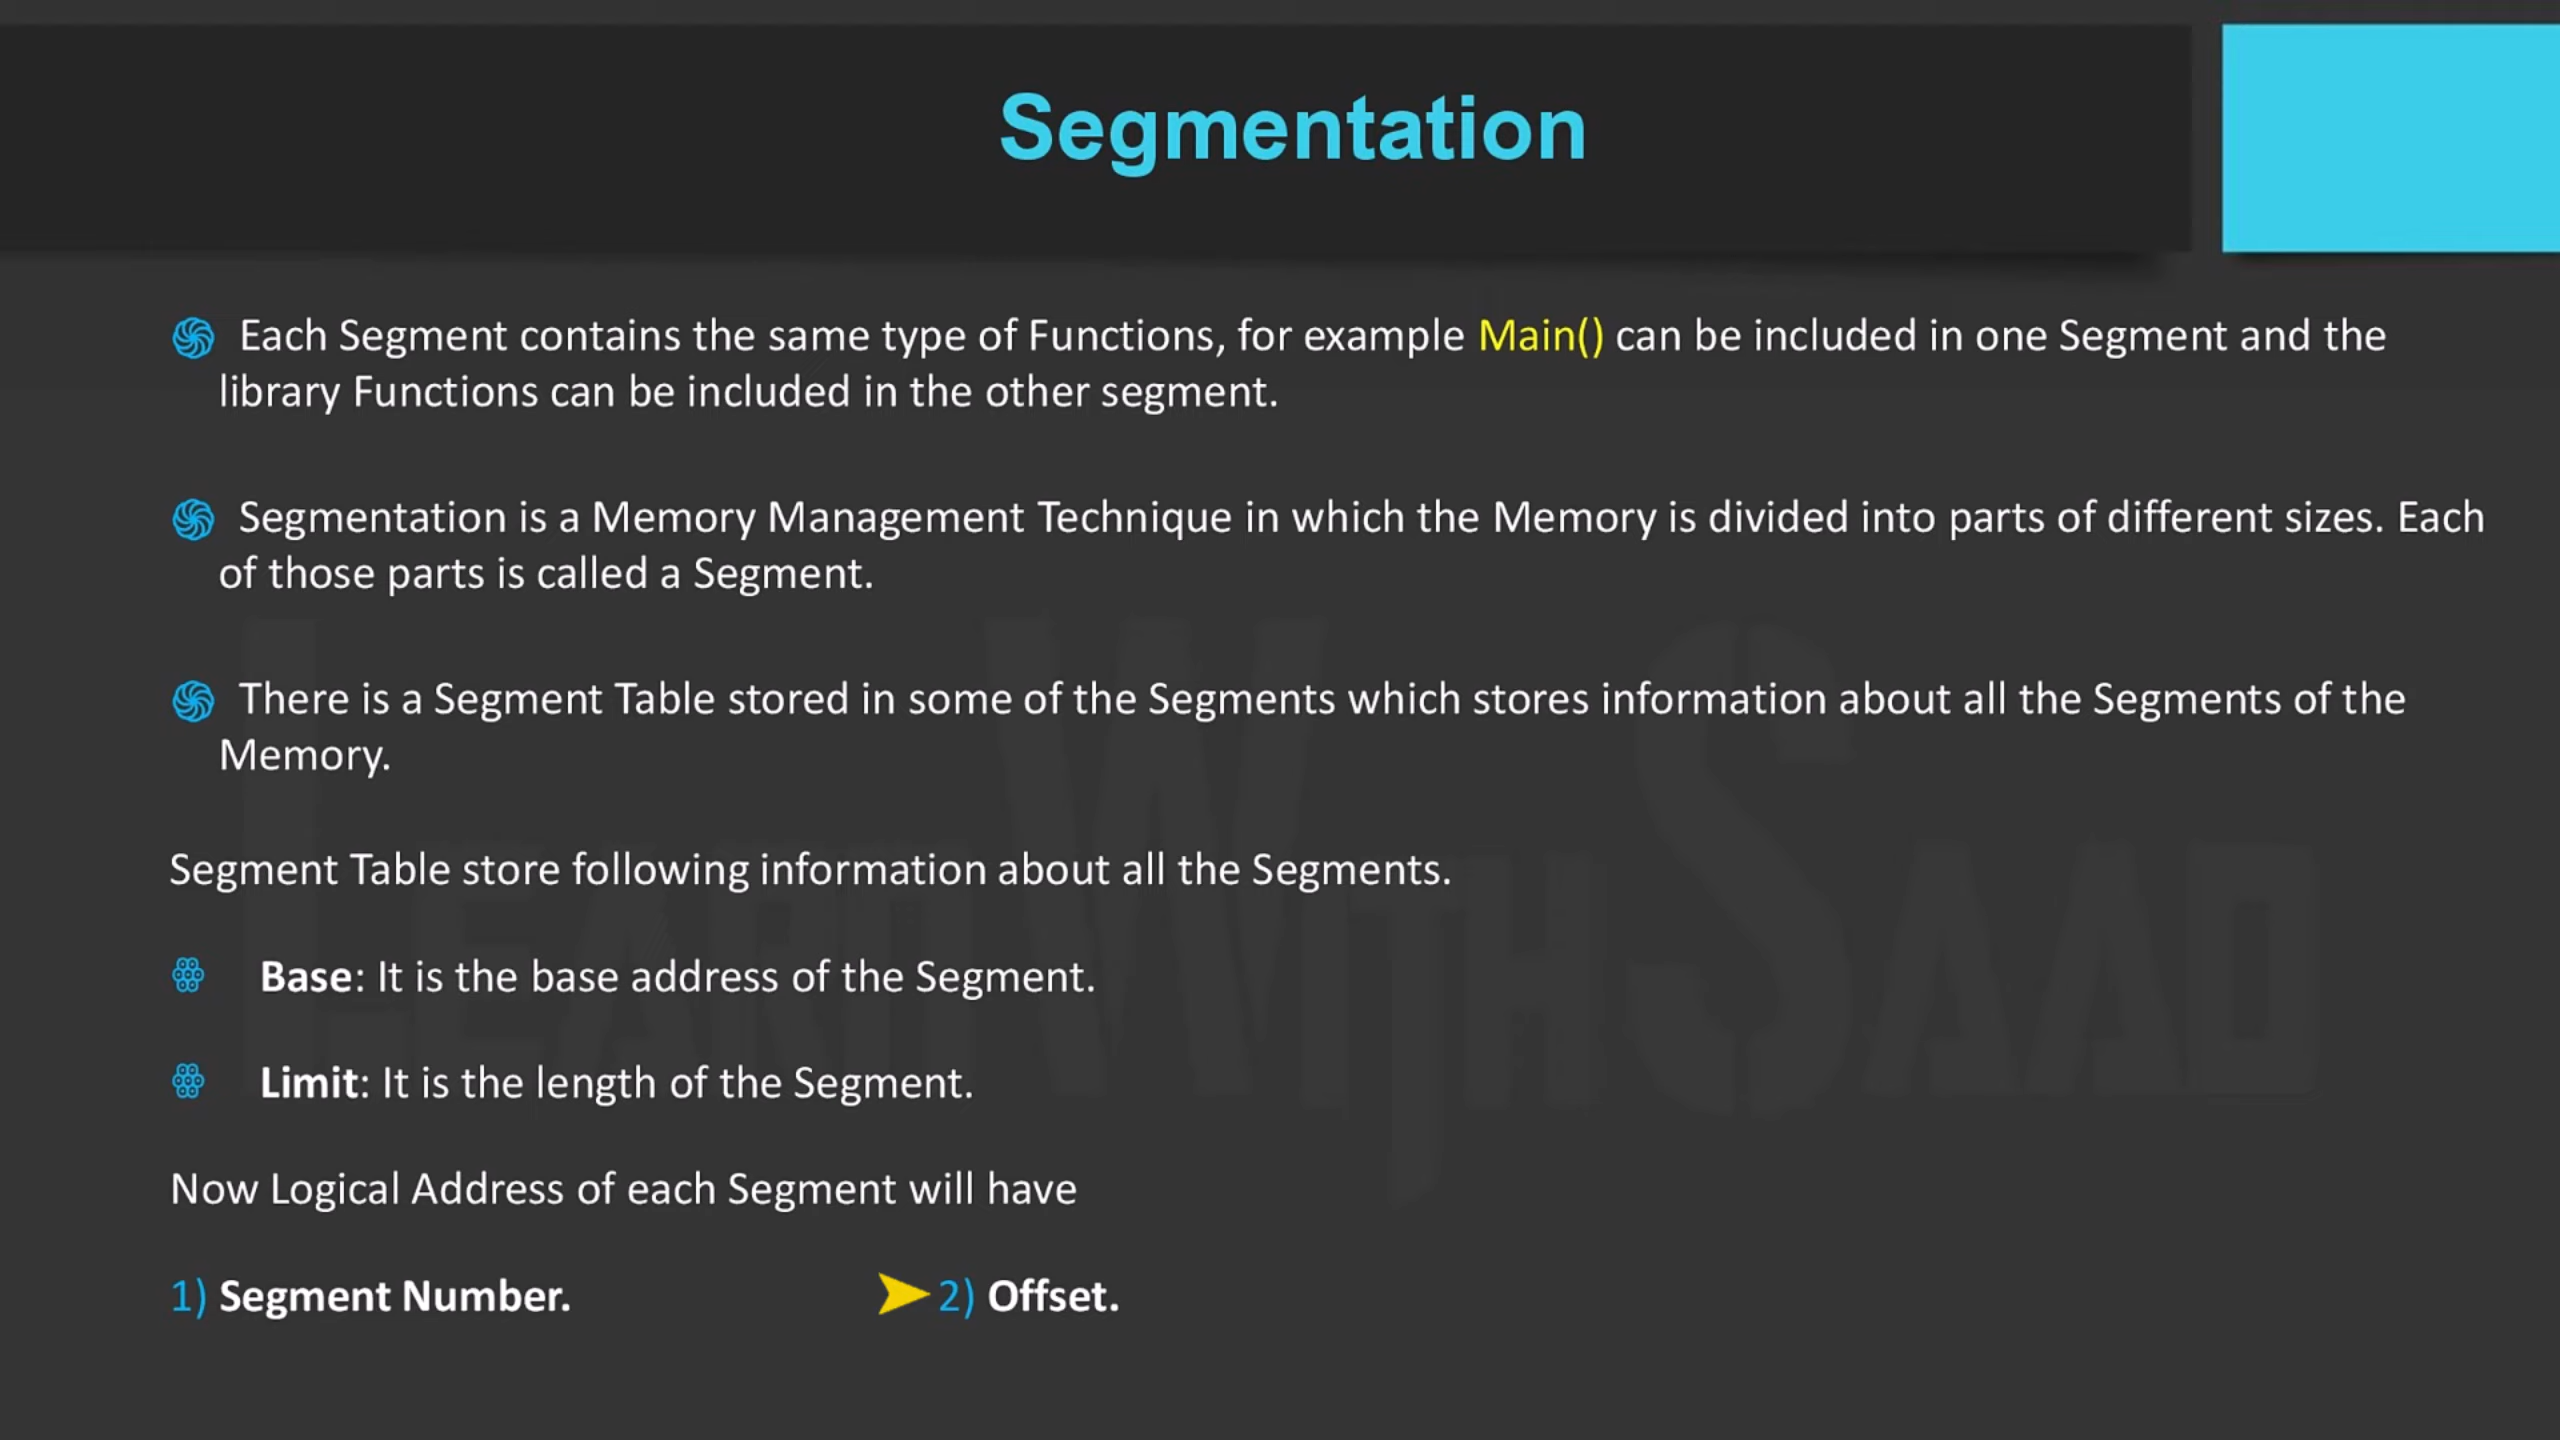 Segmentation
Each Segment contains the same type of Functions, for example Main() can be included in one Segment and the
library Functions can be included in the other segment.
Segmentation is a Memory Management Technique in which the Memory is divided into parts of different sizes. Each
of those parts is called a Segment.
There is a Segment Table stored in some of the Segments which stores information about all the Segments of the
Memory.
Segment Table store following information about all the Segments.
Base: It is the base address of the Segment.
Limit: It is the length of the Segment.
Now Logical Address of each Segment will have
1) Segment Number. 2) Offset.
Learn With Saad